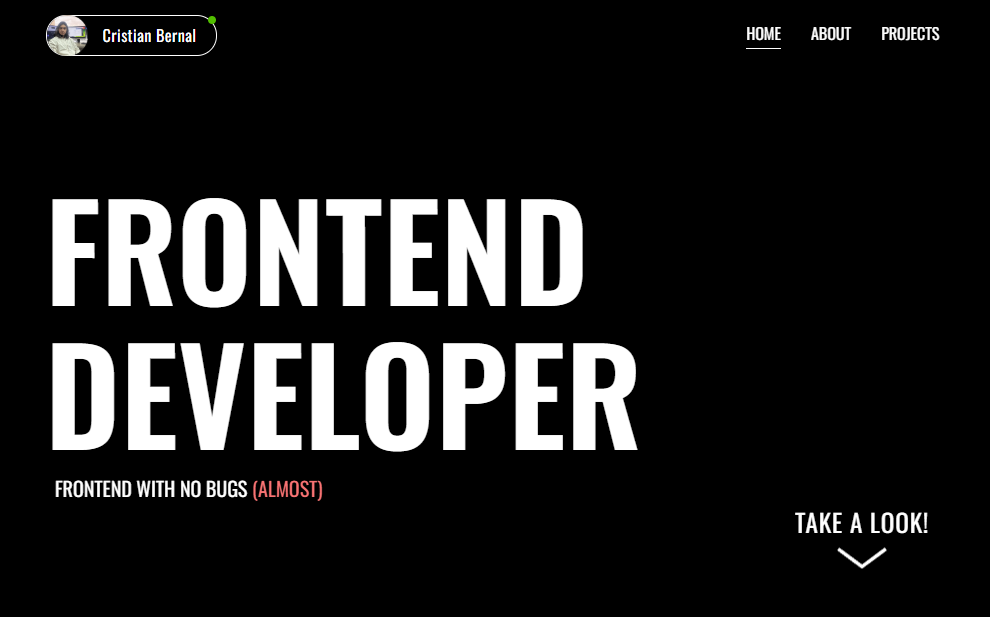 Cristian Bernal
HOME ABOUT PROJECTS
FRONTEND
DEVELOPER
FRONTEND WITH NO BUGS (ALMOST)
TAKE A LOOK!